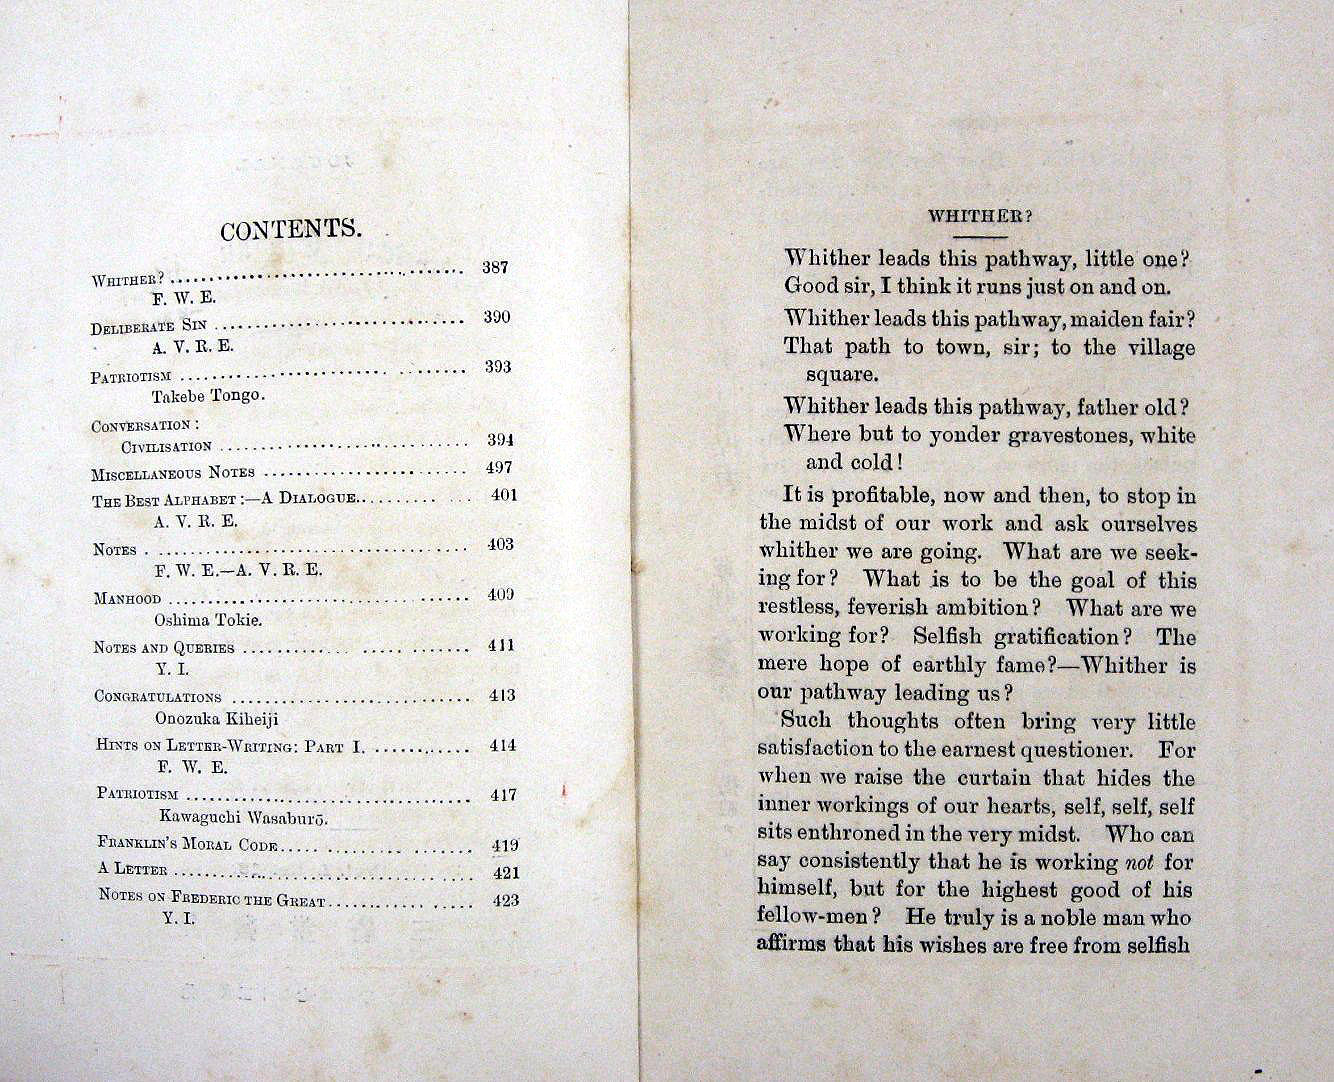 CONTENTS.
WHITHER? ........................................ 387
F. W. E.
DELIBERATE SIN ................................ 390
A. V. R. E.
PATRIOTISM ................................ 393
Takebe Tongo.
CONVERSATION :
CIVILISATION ................................ 394
MISCELLANEOUS NOTES ........................ 497
THE BEST ALPHABET :—A DIALOGUE............ 401
A. V. R. E.
NOTES . ........................................ 403
F. W. E.—A. V. R. E.
MANHOOD ........................................ 409
Oshima Tokie.
NOTES AND QUERIES ............................ 411
Y. I.
CONGRATULATIONS ............................ 413
Onozuka Kiheiji
HINTS ON LETTER-WRITING: PART I. ............ 414
F. W. E.
PATRIOTISM ................................ 417
Kawaguchi Wasaburō.
FRANKLIN'S MORAL CODE........................ 419
A LETTER ........................................ 421
NOTES ON FREDERIC THE GREAT.................... 423
Y. I.
WHITHER?
Whither leads this pathway, little one?
Good sir, I think it runs just on and on.
Whither leads this pathway, maiden fair?
That path to town, sir; to the village
square.
Whither leads this pathway, father old?
Where but to yonder gravestones, white
and cold!
It is profitable, now and then, to stop in
the midst of our work and ask ourselves
whither we are going. What are we seek-
ing for? What is to be the goal of this
restless, feverish ambition? What are we
working for? Selfish gratification? The
mere hope of earthly fame?—Whither is
our pathway leading us?
Such thoughts often bring very little
satisfaction to the earnest questioner. For
when we raise the curtain that hides the
inner workings of our hearts, self, self, self
sits enthroned in the very midst. Who can
say consistently that he is working not for
himself, but for the highest good of his
fellow-men? He truly is a noble man who
affirms that his wishes are free from selfish